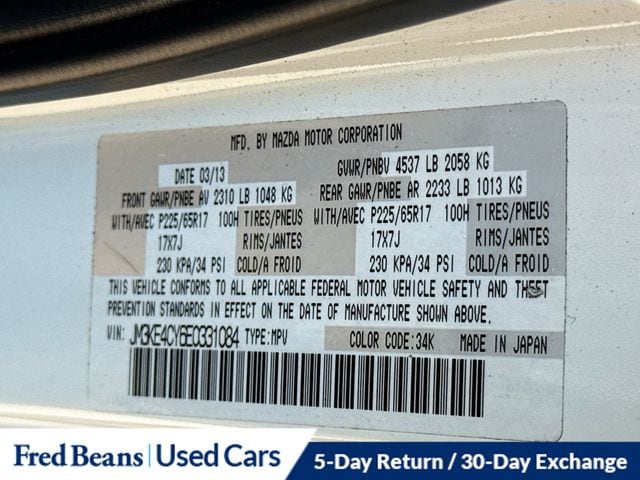 MFD. BY MAZDA MOTOR CORPORATION
DATE 03/13 GVWR/PNBV 4537 LB 2058 KG
FRONT GAWR/PNBE AV 2310 LB 1048 KG REAR GAWR/PNBE AR 2233 LB 1013 KG
WITH/AVEC P225/65R17 100H TIRES/PNEUS WITH/AVEC P225/65R17 100H TIRES/PNEUS
17X7J RIMS/JANTES 17X7J RIMS/JANTES
230 KPA/34 PSI COLD/A FROID 230 KPA/34 PSI COLD/A FROID
THIS VEHICLE CONFORMS TO ALL APPLICABLE FEDERAL MOTOR VEHICLE SAFETY AND THEFT
PREVENTION STANDARDS IN EFFECT ON THE DATE OF MANUFACTURE SHOWN ABOVE.
VIN: JM3KE4CY6E0331084 TYPE:MPV COLOR CODE:34K MADE IN JAPAN
Fred Beans Used Cars 5-Day Return / 30-Day Exchange